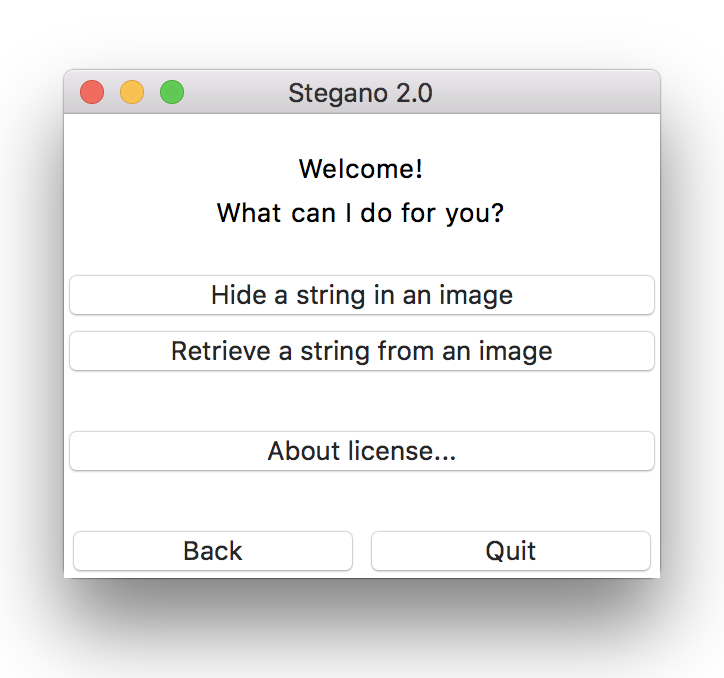 Stegano 2.0
Welcome!
What can I do for you?
Hide a string in an image
Retrieve a string from an image
About license...
Back Quit